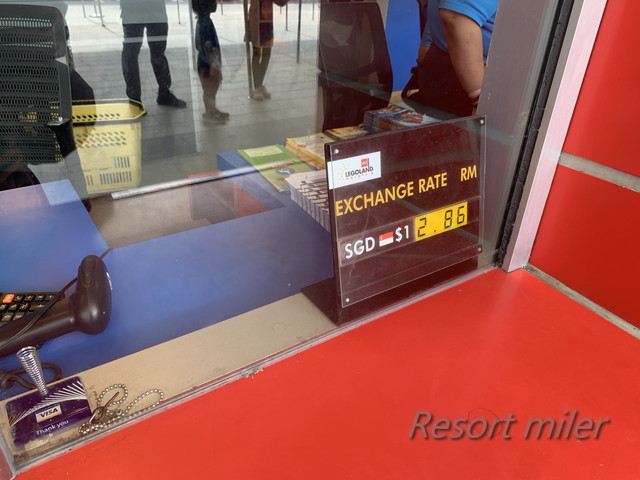 LEGOLAND
EXCHANGE RATE RM
SGD $1 2.86
VISA
Thank you
Resort miler